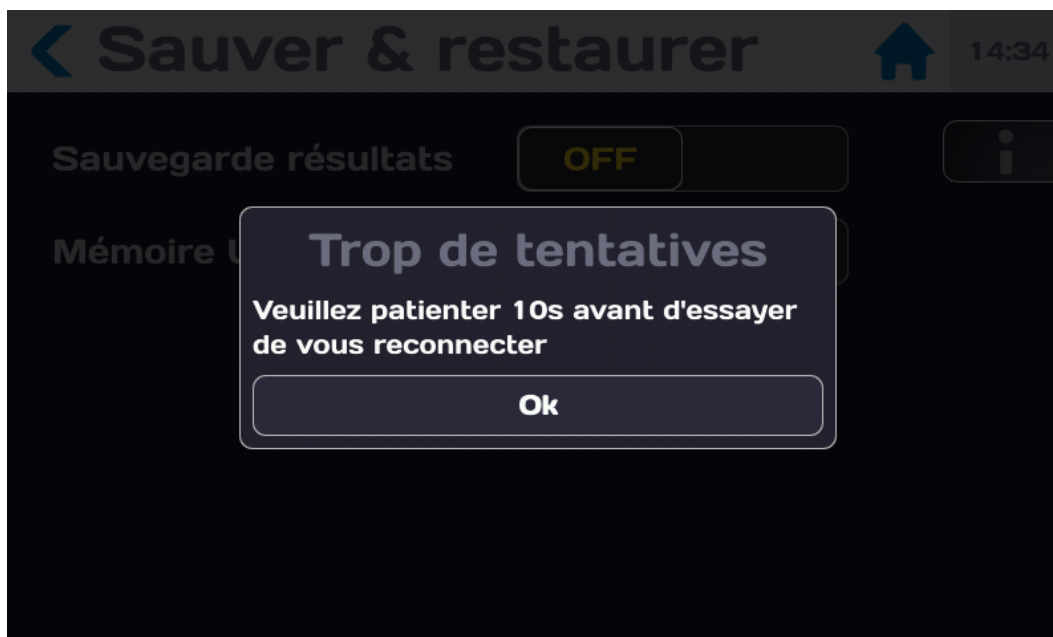 Sauver & restaurer
14:34
Sauvegarde résultats
OFF
Mémoire
Trop de tentatives
Veuillez patienter 10s avant d'essayer
de vous reconnecter
Ok